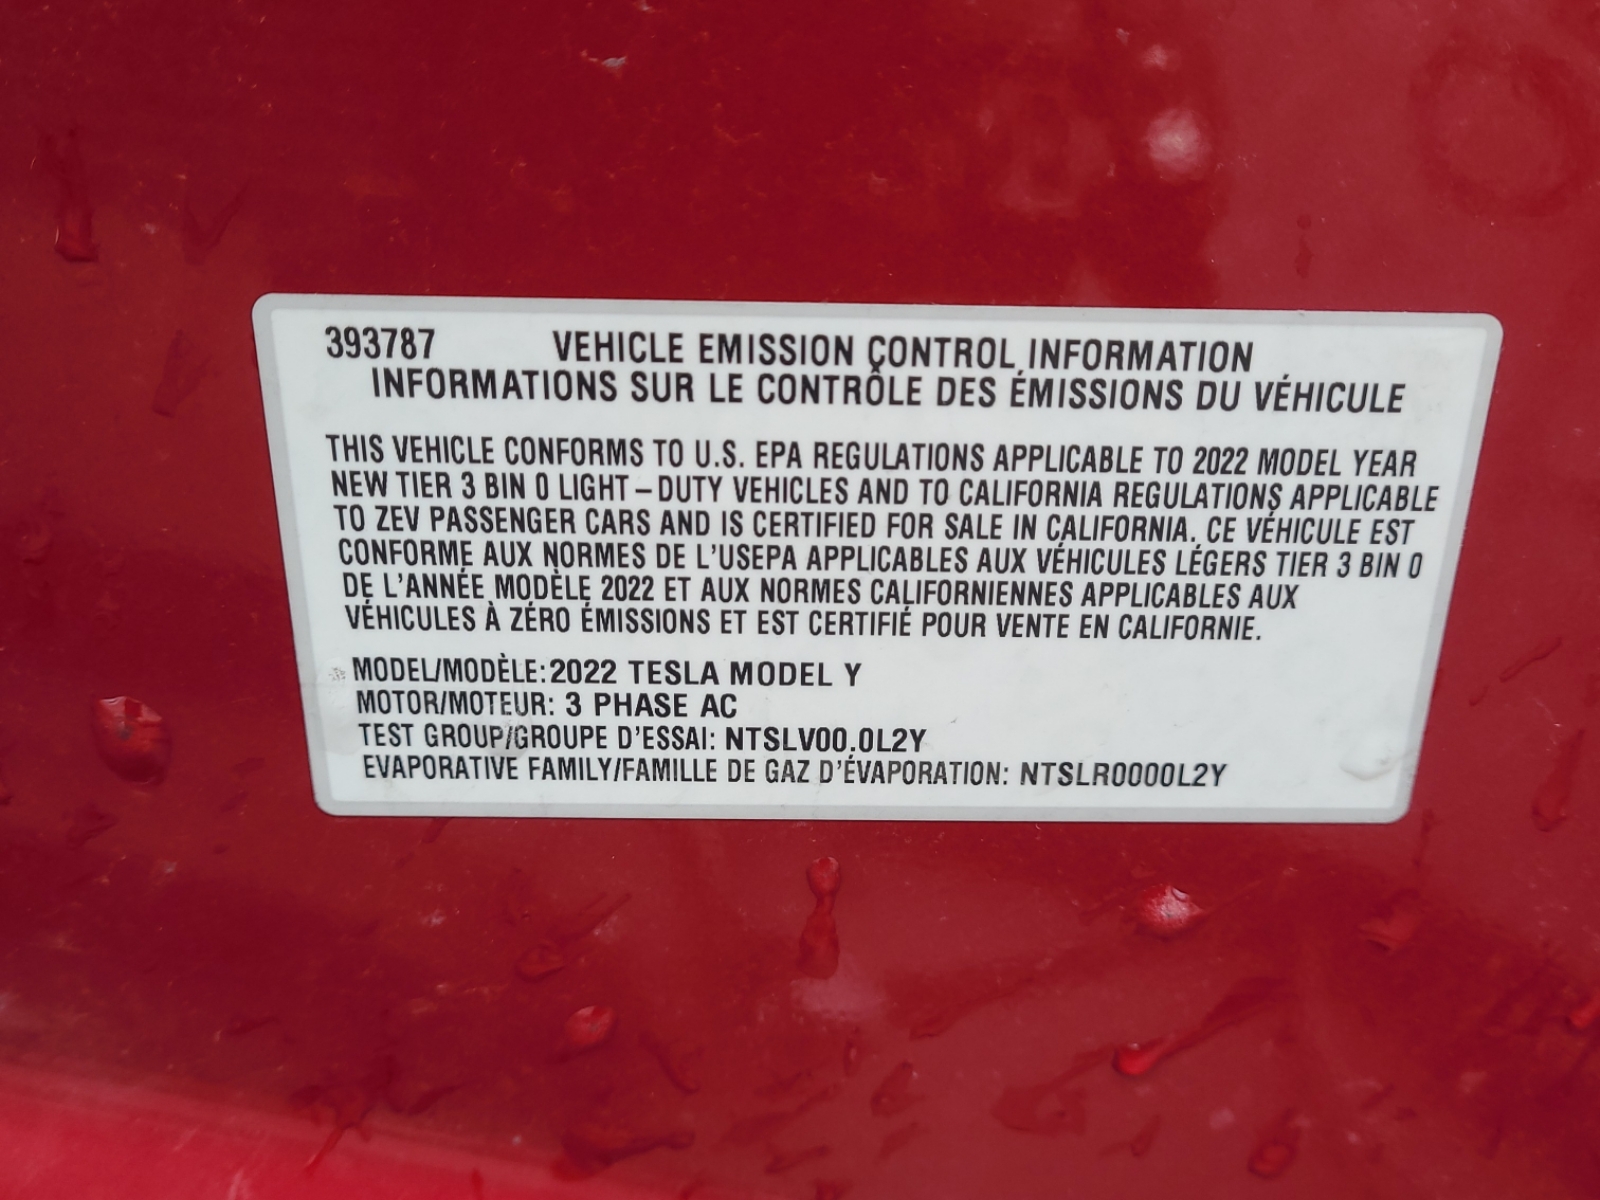 393787 VEHICLE EMISSION CONTROL INFORMATION
INFORMATIONS SUR LE CONTRÔLE DES ÉMISSIONS DU VÉHICULE
THIS VEHICLE CONFORMS TO U.S. EPA REGULATIONS APPLICABLE TO 2022 MODEL YEAR
NEW TIER 3 BIN 0 LIGHT–DUTY VEHICLES AND TO CALIFORNIA REGULATIONS APPLICABLE
TO ZEV PASSENGER CARS AND IS CERTIFIED FOR SALE IN CALIFORNIA. CE VÉHICULE EST
CONFORME AUX NORMES DE L'USEPA APPLICABLES AUX VÉHICULES LÉGERS TIER 3 BIN 0
DE L'ANNÉE MODÈLE 2022 ET AUX NORMES CALIFORNIENNES APPLICABLES AUX
VÉHICULES À ZÉRO ÉMISSIONS ET EST CERTIFIÉ POUR VENTE EN CALIFORNIE.
MODEL/MODÈLE: 2022 TESLA MODEL Y
MOTOR/MOTEUR: 3 PHASE AC
TEST GROUP/GROUPE D'ESSAI: NTSLV00.0L2Y
EVAPORATIVE FAMILY/FAMILLE DE GAZ D'ÉVAPORATION: NTSLR0000L2Y